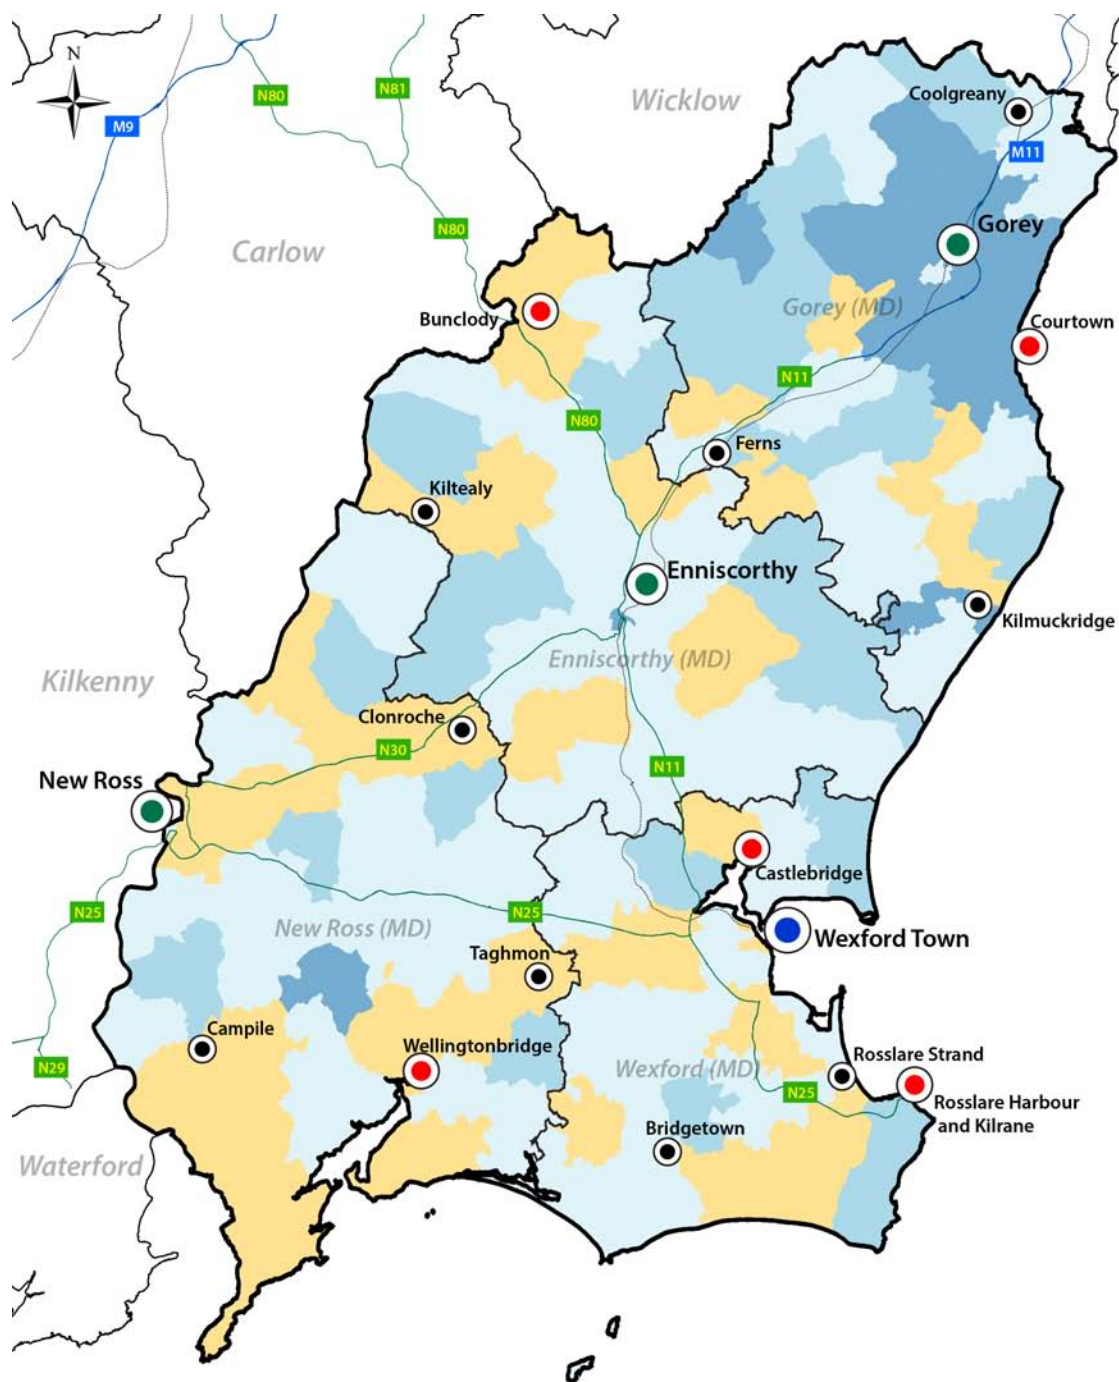 N
N80
N81
Wicklow
Coolgreany
M9
M11
Gorey
N80
Carlow
Gorey (MD)
Bunclody
Courtown
N11
N80
Ferns
Kiltealy
Enniscorthy
Kilmuckridge
Enniscorthy (MD)
Kilkenny
Clonroche
N30
New Ross
N11
Castlebridge
N25
N25
New Ross (MD)
Wexford Town
Taghmon
Campile
Wellingtonbridge
Rosslare Strand
N29
Wexford (MD)
N25
Rosslare Harbour
and Kilrane
Bridgetown
Waterford